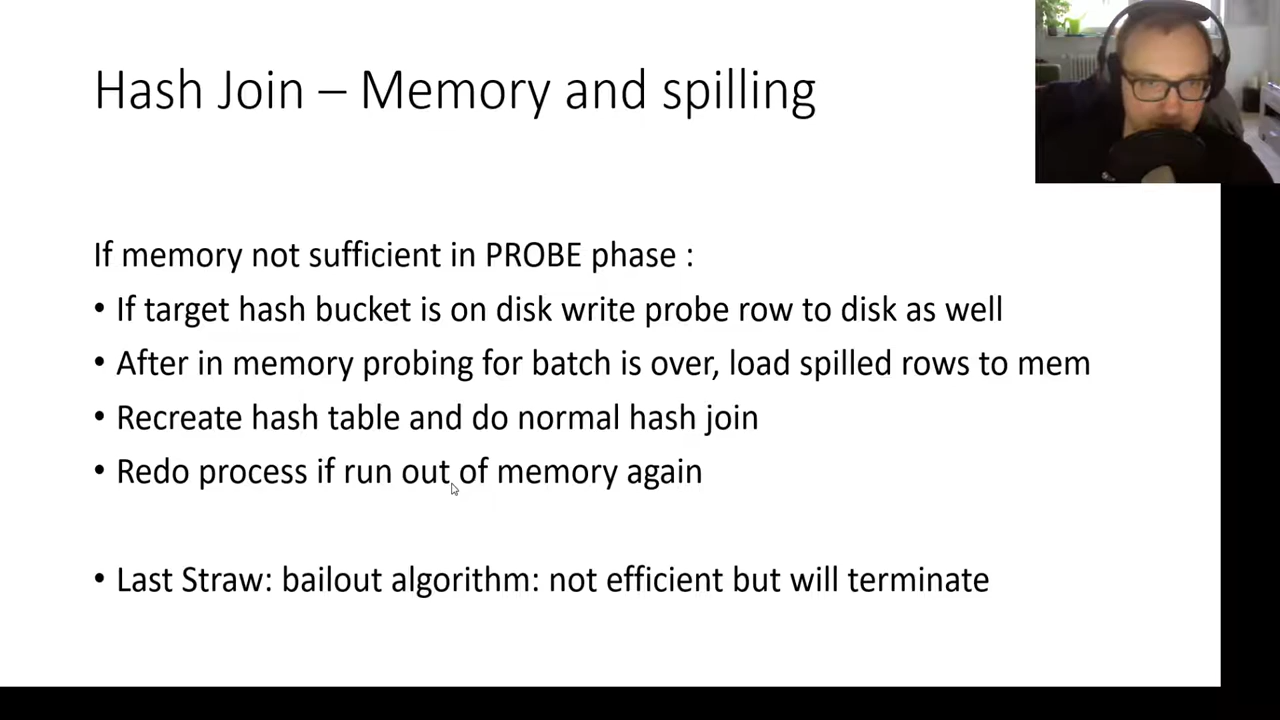 Hash Join – Memory and spilling
If memory not sufficient in PROBE phase :
• If target hash bucket is on disk write probe row to disk as well
• After in memory probing for batch is over, load spilled rows to mem
• Recreate hash table and do normal hash join
• Redo process if run out of memory again
• Last Straw: bailout algorithm: not efficient but will terminate